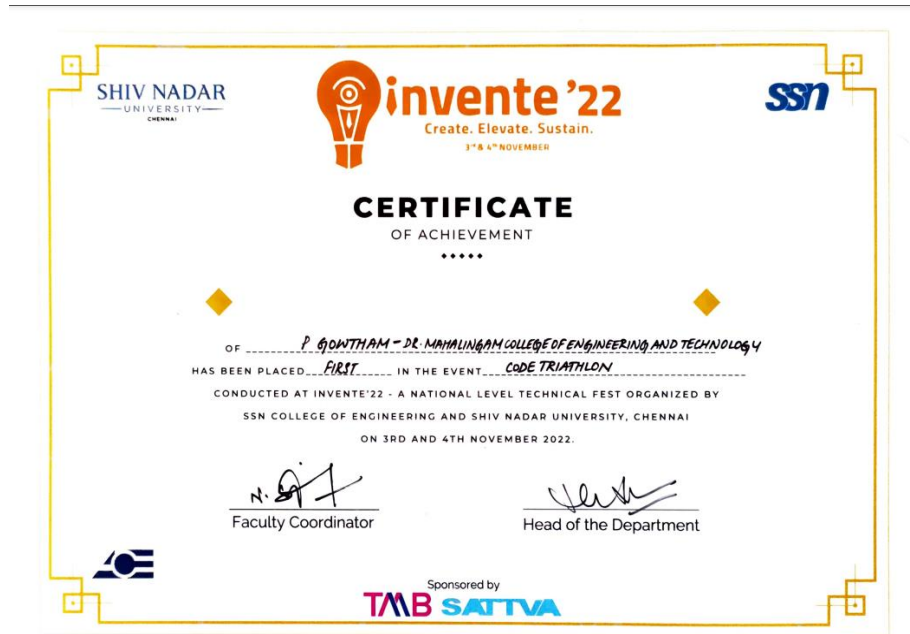 SHIV NADAR
UNIVERSITY
CHENNAI
invente '22
Create. Elevate. Sustain.
3rd & 4th NOVEMBER
SSN
CERTIFICATE
OF ACHIEVEMENT
OF P GOWTHAM - DR. MAHALINGAM COLLEGE OF ENGINEERING AND TECHNOLOGY
HAS BEEN PLACED FIRST IN THE EVENT CODE TRIATHLON
CONDUCTED AT INVENTE'22 - A NATIONAL LEVEL TECHNICAL FEST ORGANIZED BY
SSN COLLEGE OF ENGINEERING AND SHIV NADAR UNIVERSITY, CHENNAI
ON 3RD AND 4TH NOVEMBER 2022.
Faculty Coordinator
Head of the Department
Sponsored by
TMB SATTVA